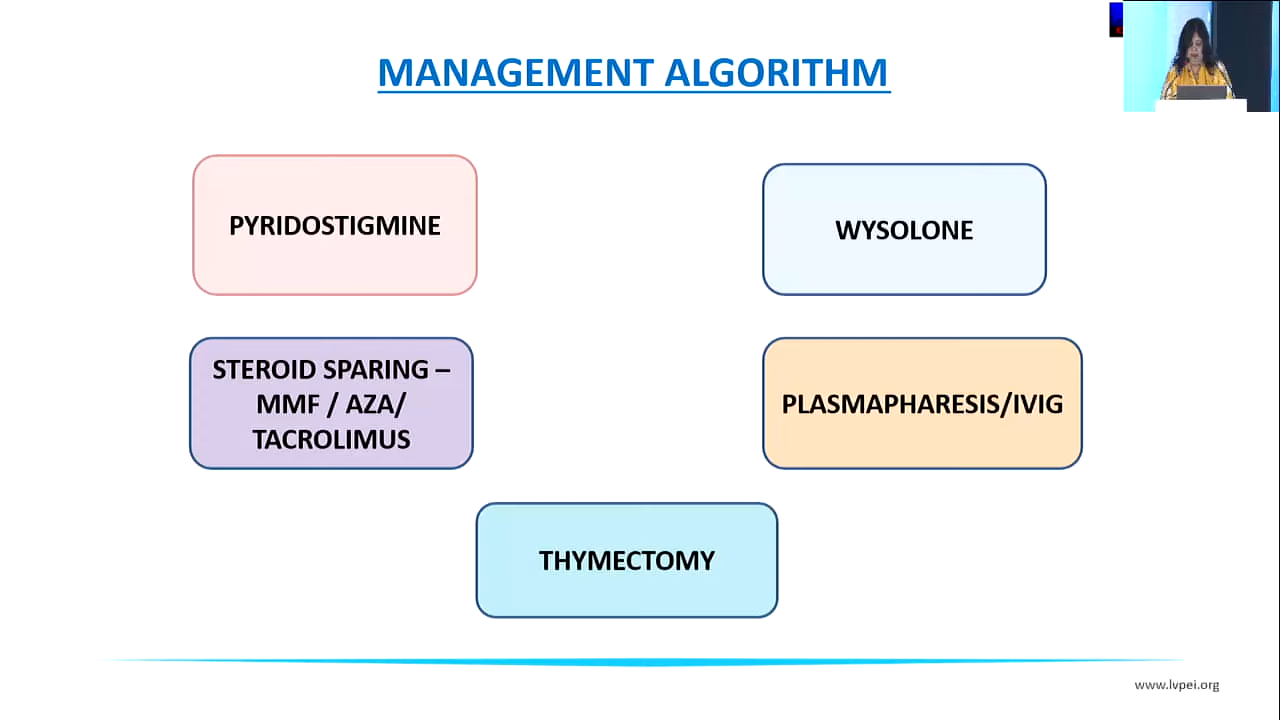 MANAGEMENT ALGORITHM
PYRIDOSTIGMINE
WYSOLONE
STEROID SPARING –
MMF / AZA/
TACROLIMUS
PLASMAPHARESIS/IVIG
THYMECTOMY
www.lvpei.org